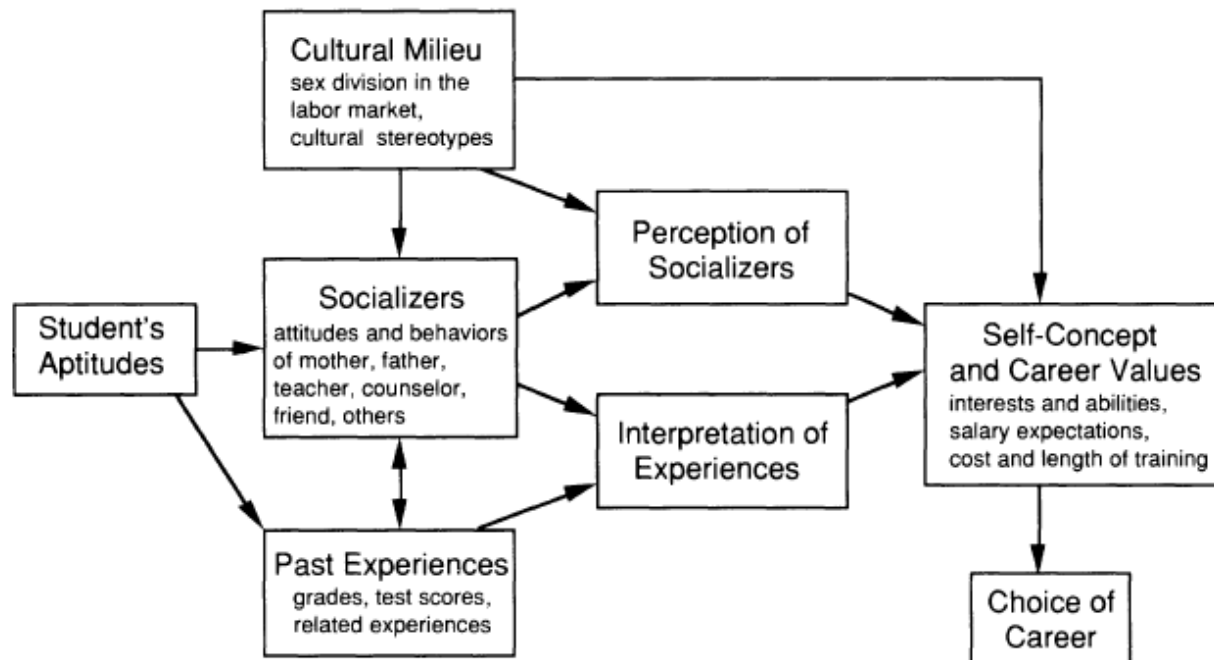 Cultural Milieu
sex division in the
labor market,
cultural stereotypes
Perception of
Socializers
Socializers
attitudes and behaviors
of mother, father,
teacher, counselor,
friend, others
Student's
Aptitudes
Self-Concept
and Career Values
interests and abilities,
salary expectations,
cost and length of training
Interpretation of
Experiences
Past Experiences
grades, test scores,
related experiences
Choice of
Career